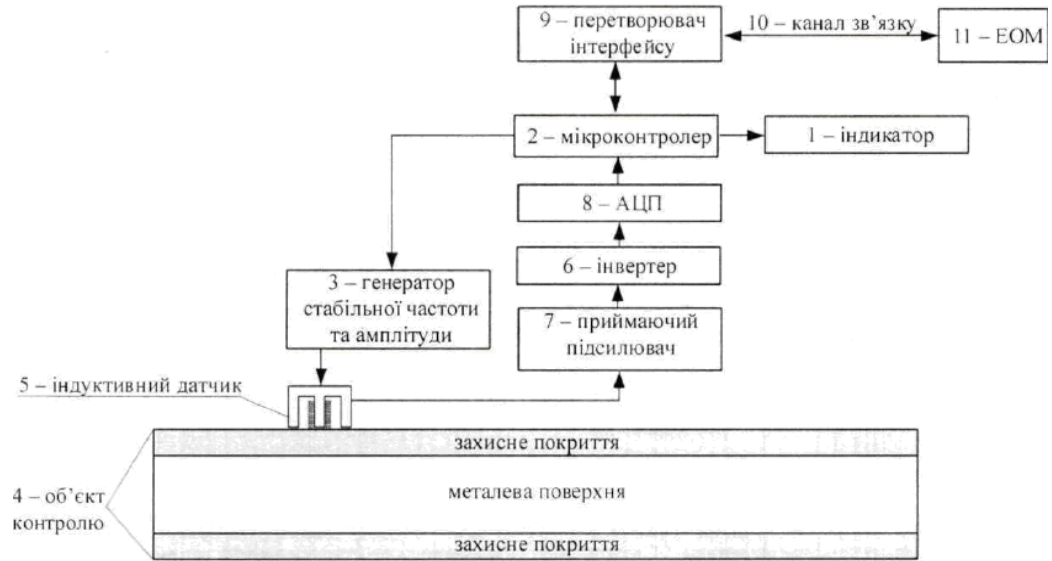 9 – перетворювач
інтерфейсу
10 – канал зв’язку
11 – ЕОМ
2 – мікроконтролер
1 – індикатор
8 – АЦП
6 – інвертер
3 – генератор
стабільної частоти
та амплітуди
7 – приймаючий
підсилювач
5 – індуктивний датчик
захисне покриття
4 – об’єкт
контролю
металева поверхня
захисне покриття